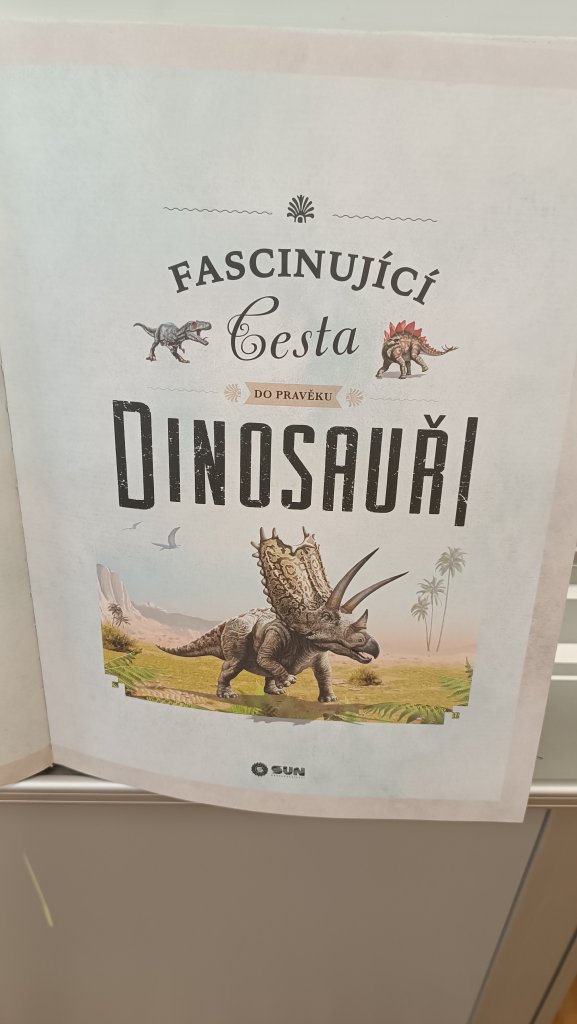 FASCINUJÍCÍ
Cesta
DO PRAVĚKU
DINOSAUŘI
SUN